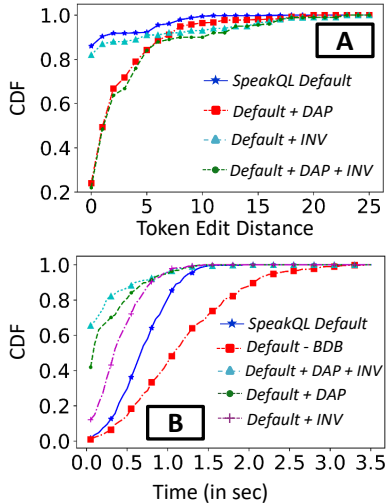 1.0
0.8
0.6
0.4
0.2
CDF
A
SpeakQL Default
Default + DAP
Default + INV
Default + DAP + INV
0 5 10 15 20 25
Token Edit Distance
1.0
0.8
0.6
0.4
0.2
0.0
CDF
SpeakQL Default
Default - BDB
Default + DAP + INV
Default + DAP
Default + INV
B
0.0 0.5 1.0 1.5 2.0 2.5 3.0 3.5
Time (in sec)